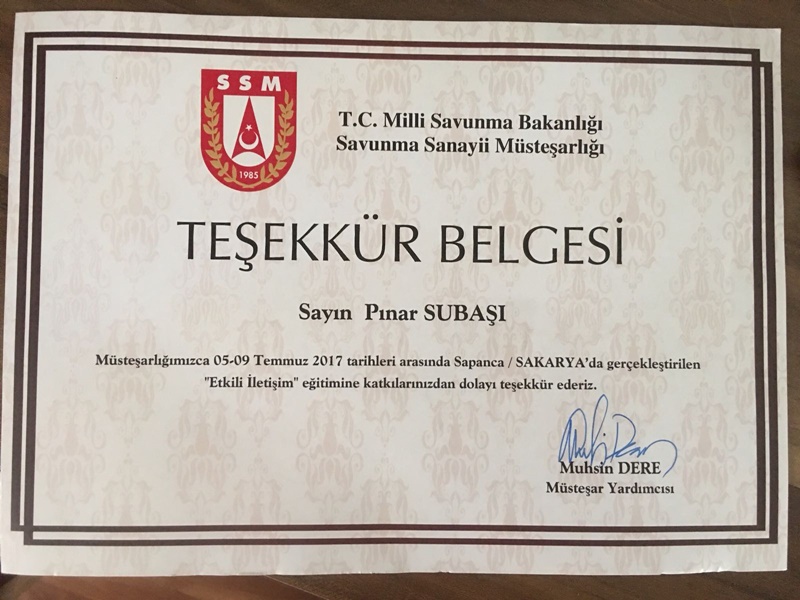 SSM
1985
T.C. Milli Savunma Bakanlığı
Savunma Sanayii Müsteşarlığı
TEŞEKKÜR BELGESİ
Sayın Pınar SUBAŞI
Müsteşarlığımızca 05-09 Temmuz 2017 tarihleri arasında Sapanca / SAKARYA'da gerçekleştirilen
"Etkili İletişim" eğitimine katkılarınızdan dolayı teşekkür ederiz.
Muhsin DERE
Müsteşar Yardımcısı